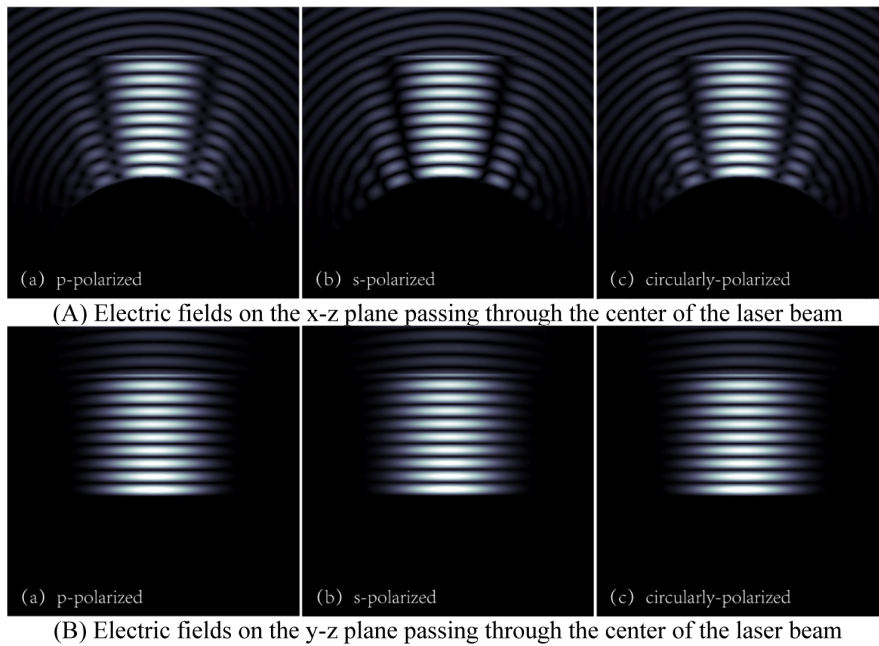 (a) p-polarized
(b) s-polarized
(c) circularly-polarized
(A) Electric fields on the x-z plane passing through the center of the laser beam
(a) p-polarized
(b) s-polarized
(c) circularly-polarized
(B) Electric fields on the y-z plane passing through the center of the laser beam